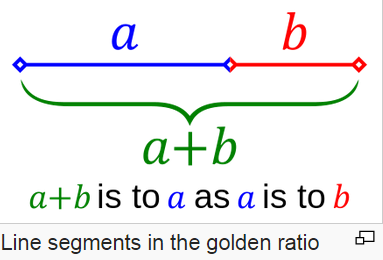 a b
a+b
a+b is to a as a is to b
Line segments in the golden ratio